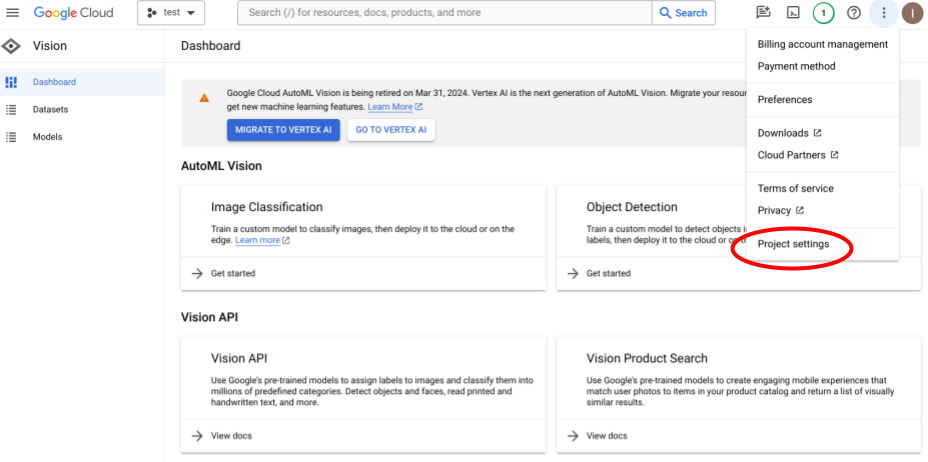 Google Cloud
test
Search (/) for resources, docs, products, and more
Search
1
I
Vision
Dashboard
Dashboard
Datasets
Models
Google Cloud AutoML Vision is being retired on Mar 31, 2024. Vertex AI is the next generation of AutoML Vision. Migrate your
get new machine learning features. Learn More
MIGRATE TO VERTEX AI
GO TO VERTEX AI
Billing account management
Payment method
Preferences
Downloads
Cloud Partners
Terms of service
Privacy
Project settings
AutoML Vision
Image Classification
Train a custom model to classify images, then deploy it to the cloud or on the
edge. Learn more
Get started
Object Detection
Train a custom model to detect objects
labels, then deploy it to the cloud or on
Get started
Vision API
Vision API
Use Google's pre-trained models to assign labels to images and classify them into
millions of predefined categories. Detect objects and faces, read printed and
handwritten text, and more.
View docs
Vision Product Search
Use Google's pre-trained models to create engaging mobile experiences that
match user photos to items in your product catalog and return a list of visually
similar results.
View docs